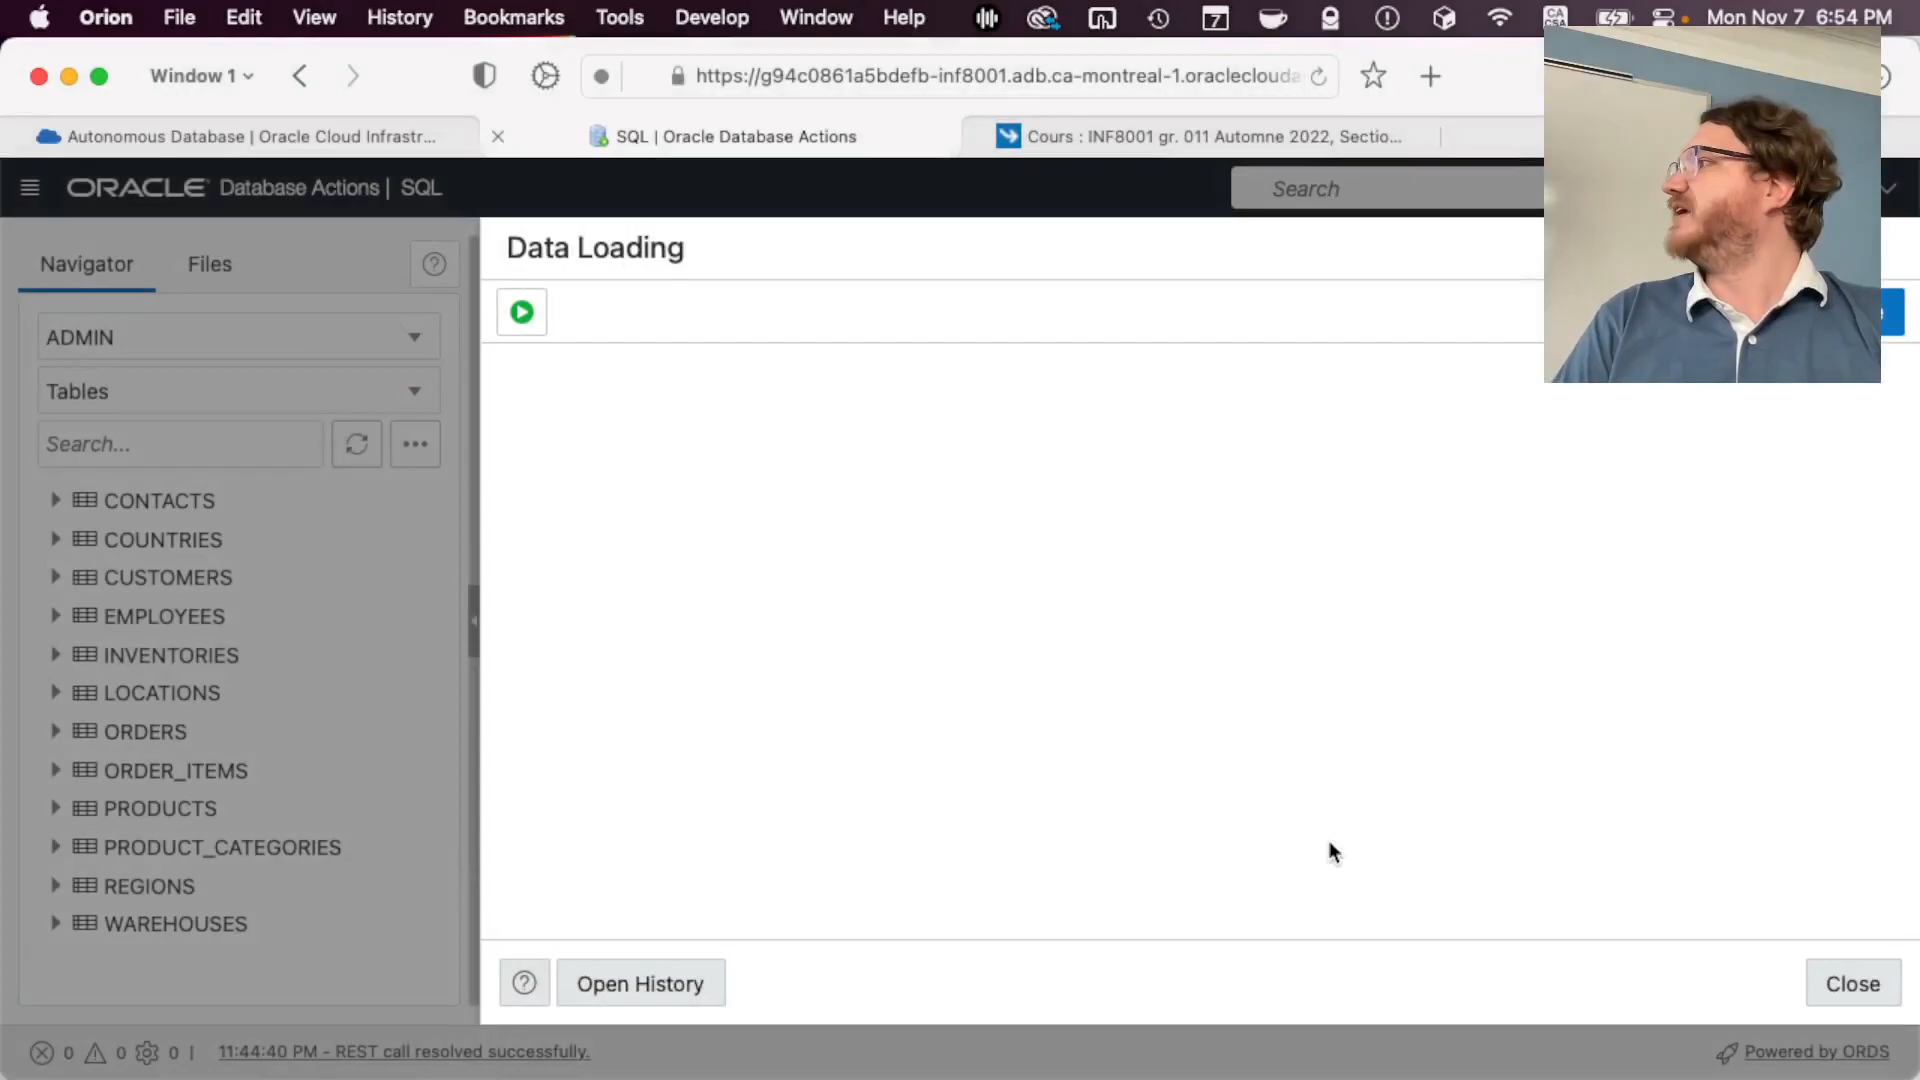 Orion File Edit View History Bookmarks Tools Develop Window Help 7 CA CSA Mon Nov 7 6:54 PM
Window 1 https://g94c0861a5bdefb-inf8001.adb.ca-montreal-1.oracleclouda
Autonomous Database | Oracle Cloud Infrastr... SQL | Oracle Database Actions Cours : INF8001 gr. 011 Automne 2022, Sectio...
ORACLE Database Actions | SQL Search
Data Loading
Navigator Files
ADMIN
Tables
Search...
CONTACTS
COUNTRIES
CUSTOMERS
EMPLOYEES
INVENTORIES
LOCATIONS
ORDERS
ORDER_ITEMS
PRODUCTS
PRODUCT_CATEGORIES
REGIONS
WAREHOUSES
Open History Close
0 0 0 | 11:44:40 PM - REST call resolved successfully. Powered by ORDS